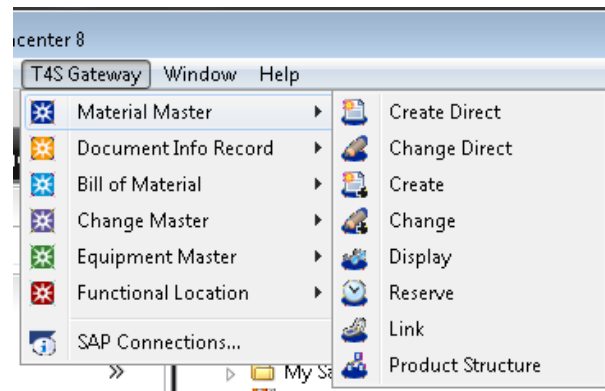 center 8
T4S Gateway Window Help
Material Master
Document Info Record
Bill of Material
Change Master
Equipment Master
Functional Location
SAP Connections...
Create Direct
Change Direct
Create
Change
Display
Reserve
Link
Product Structure
My